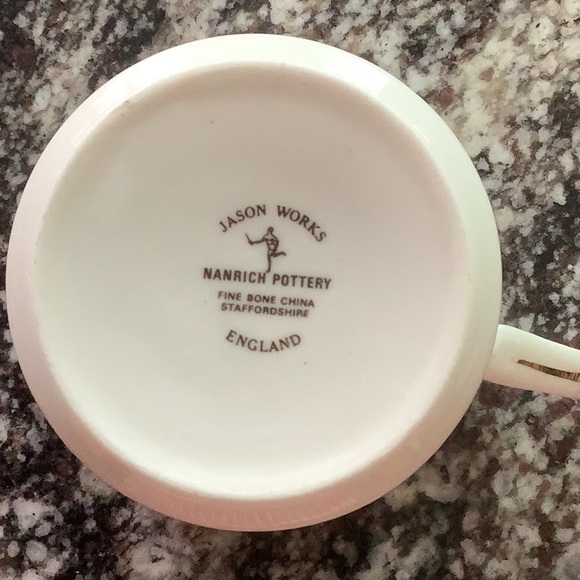 JASON WORKS
NANRICH POTTERY
FINE BONE CHINA
STAFFORDSHIRE
ENGLAND